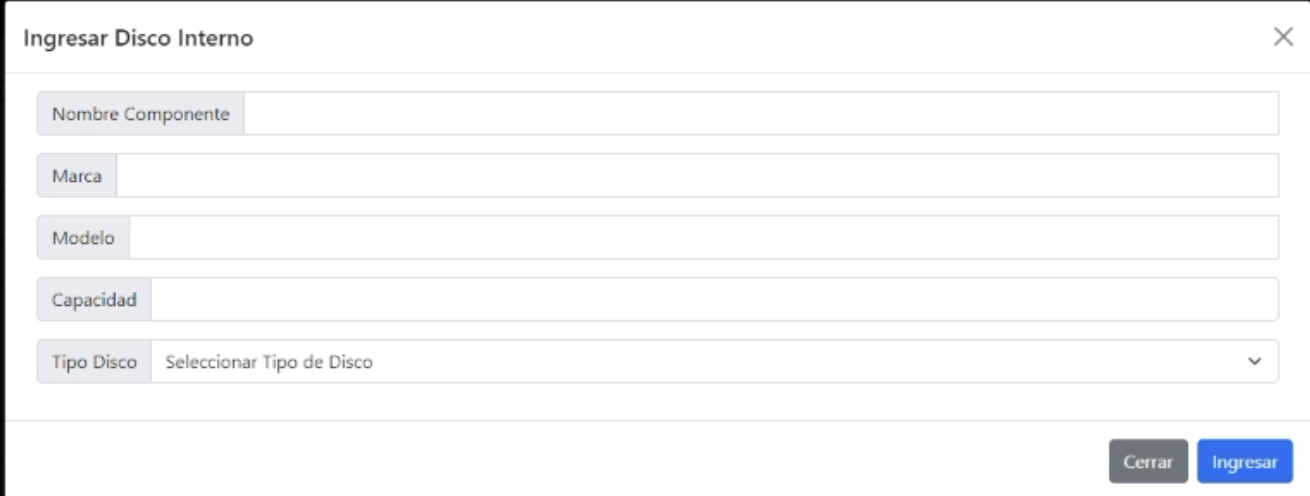 Ingresar Disco Interno
Nombre Componente
Marca
Modelo
Capacidad
Tipo Disco Seleccionar Tipo de Disco
Cerrar Ingresar